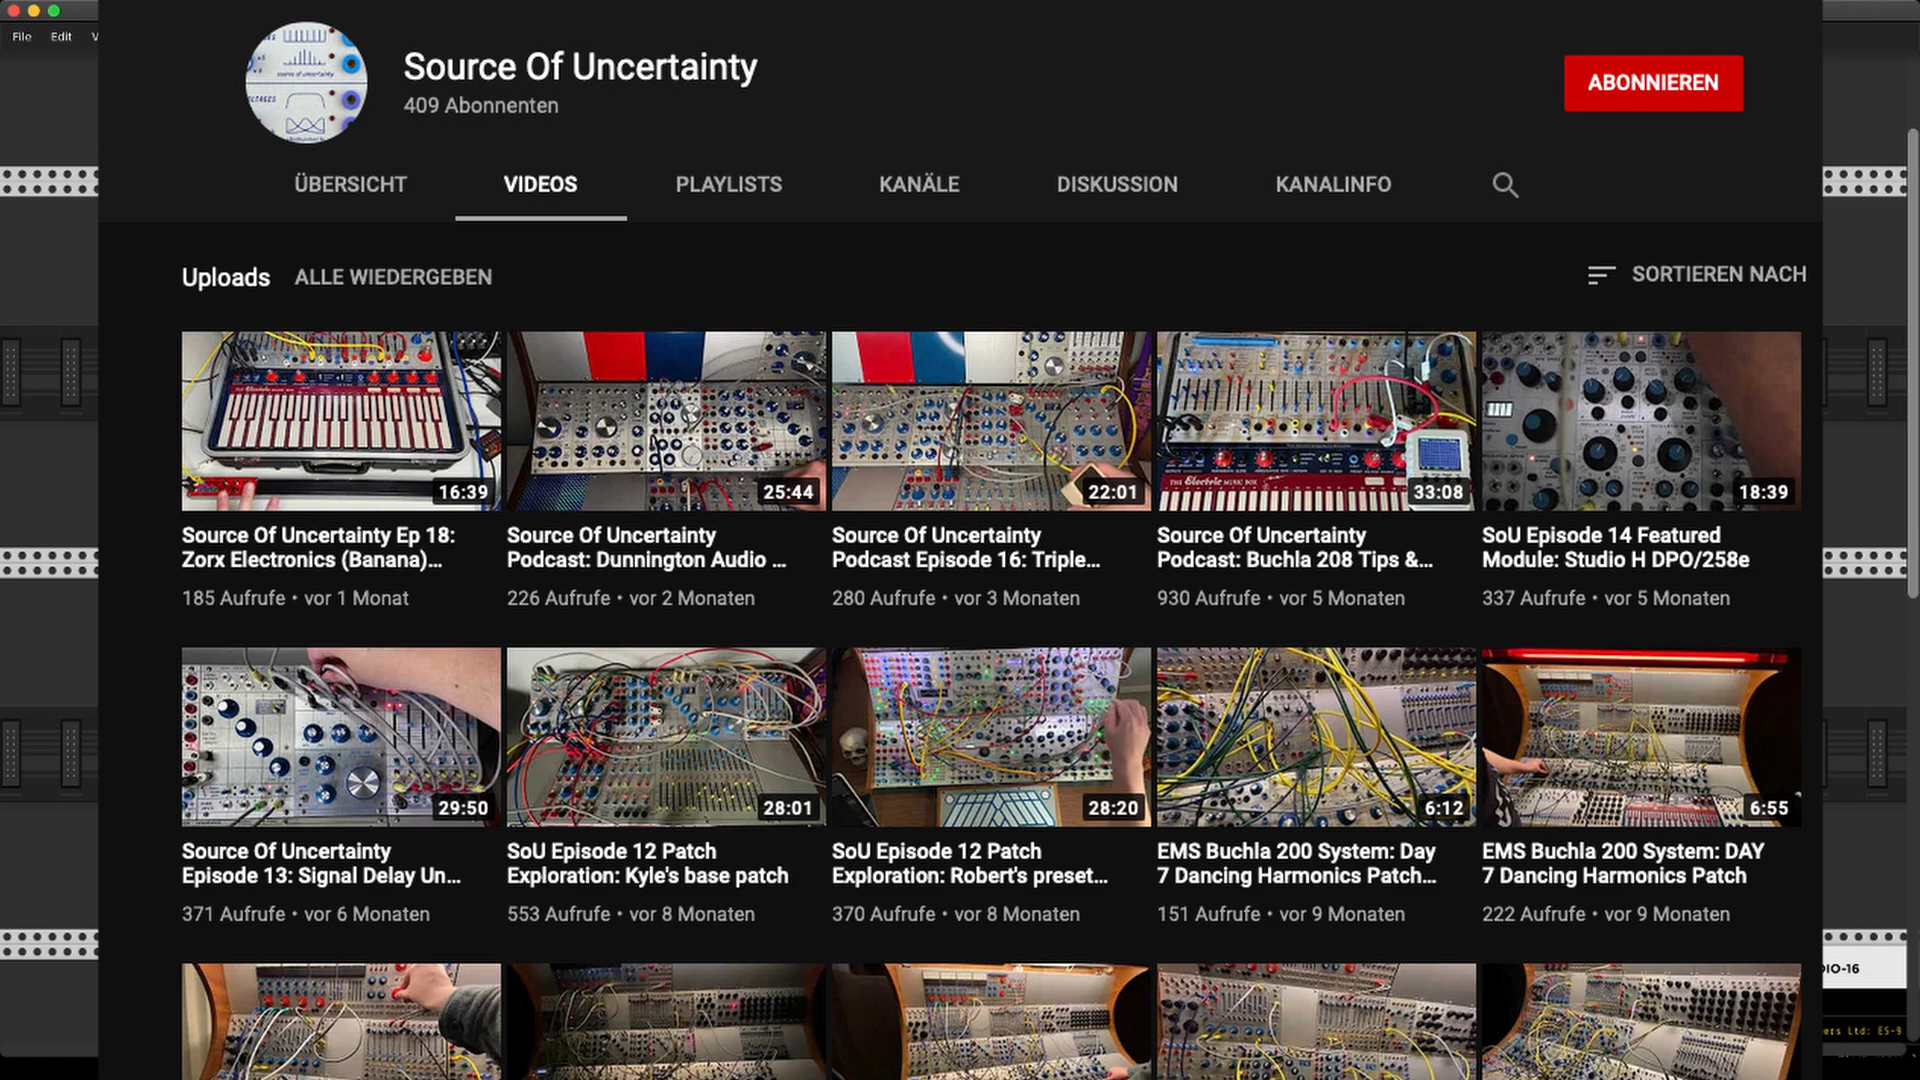 File Edit
Source Of Uncertainty
409 Abonnenten
ABONNIEREN
ÜBERSICHT VIDEOS PLAYLISTS KANÄLE DISKUSSION KANALINFO
Uploads ALLE WIEDERGEBEN
SORTIEREN NACH
16:39 25:44 22:01 33:08 18:39
THE Electric MUSIC BOX
Source Of Uncertainty Ep 18:
Zorx Electronics (Banana)...
185 Aufrufe • vor 1 Monat
Source Of Uncertainty
Podcast: Dunnington Audio ...
226 Aufrufe • vor 2 Monaten
Source Of Uncertainty
Podcast Episode 16: Triple...
280 Aufrufe • vor 3 Monaten
Source Of Uncertainty
Podcast: Buchla 208 Tips &...
930 Aufrufe • vor 5 Monaten
SoU Episode 14 Featured
Module: Studio H DPO/258e
337 Aufrufe • vor 5 Monaten
29:50 28:01 28:20 6:12 6:55
Source Of Uncertainty
Episode 13: Signal Delay Un...
371 Aufrufe • vor 6 Monaten
SoU Episode 12 Patch
Exploration: Kyle's base patch
553 Aufrufe • vor 8 Monaten
SoU Episode 12 Patch
Exploration: Robert's preset...
370 Aufrufe • vor 8 Monaten
EMS Buchla 200 System: Day
7 Dancing Harmonics Patch...
151 Aufrufe • vor 9 Monaten
EMS Buchla 200 System: DAY
7 Dancing Harmonics Patch
222 Aufrufe • vor 9 Monaten
ers Ltd: ES-9